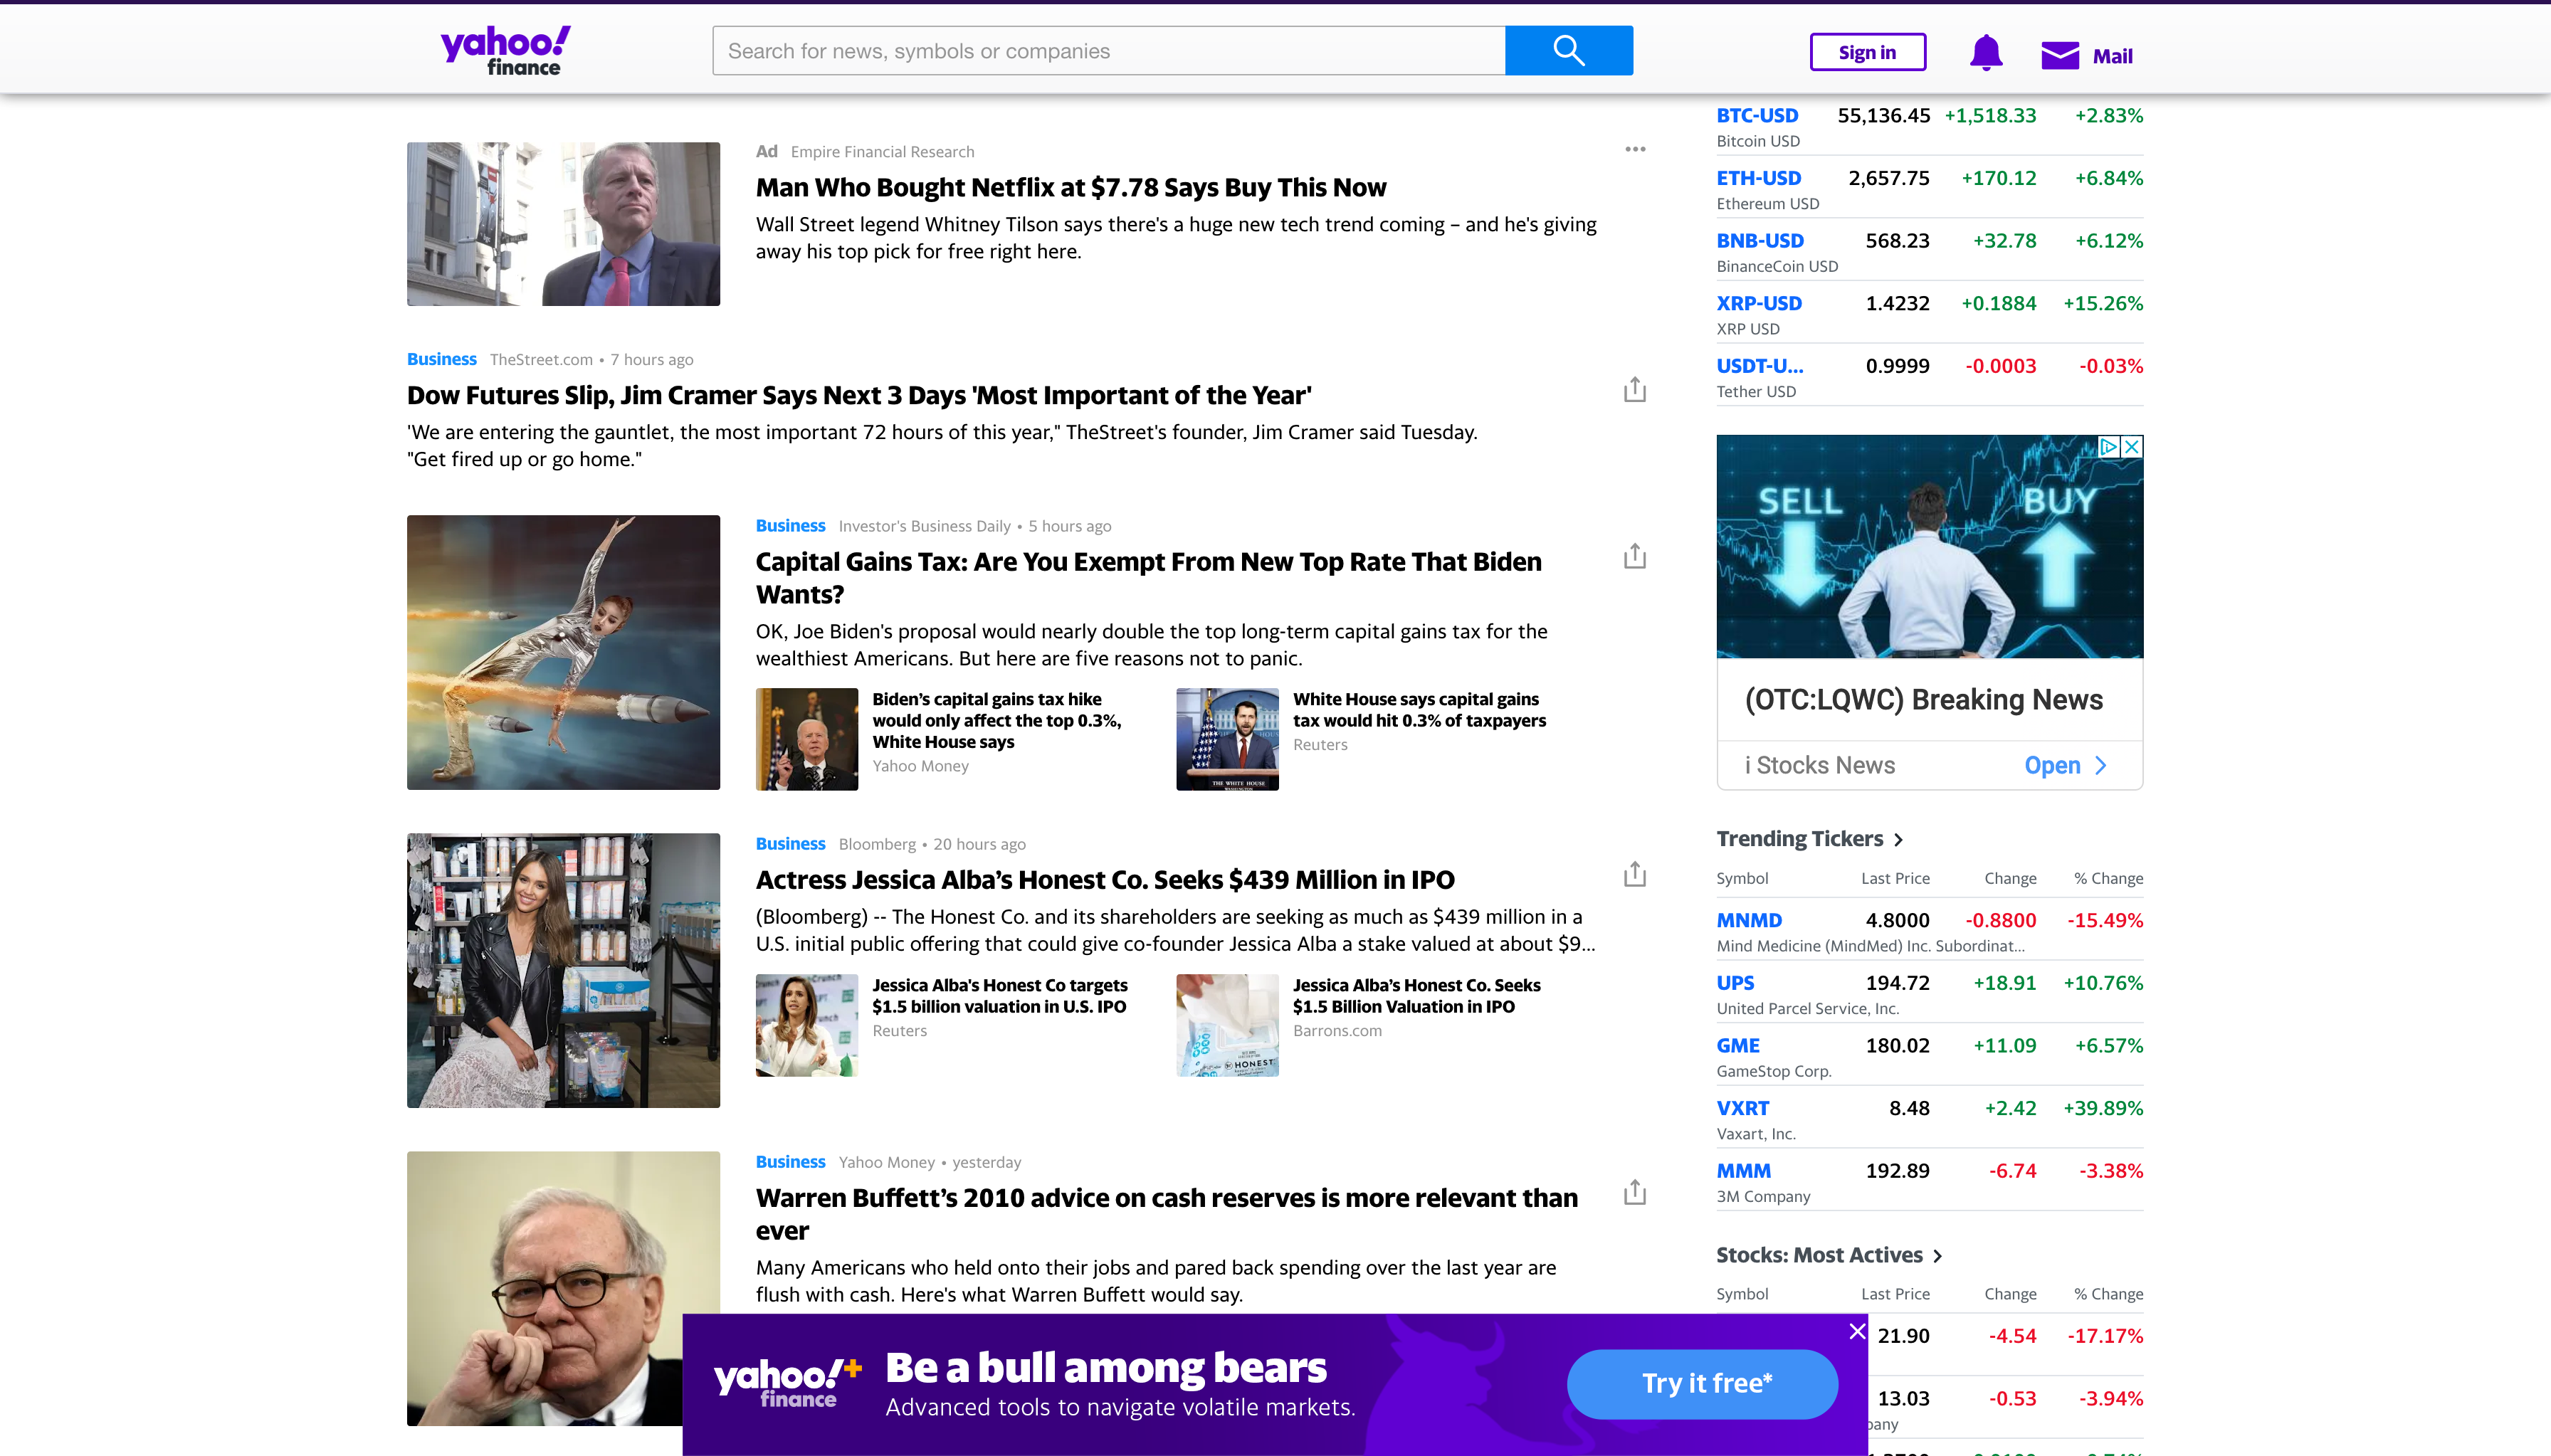 yahoo!
finance
Search for news, symbols or companies
Sign in
Mail
Ad Empire Financial Research
Man Who Bought Netflix at $7.78 Says Buy This Now
Wall Street legend Whitney Tilson says there's a huge new tech trend coming – and he's giving
away his top pick for free right here.
Business TheStreet.com • 7 hours ago
Dow Futures Slip, Jim Cramer Says Next 3 Days 'Most Important of the Year'
'We are entering the gauntlet, the most important 72 hours of this year," TheStreet's founder, Jim Cramer said Tuesday.
"Get fired up or go home."
Business Investor's Business Daily • 5 hours ago
Capital Gains Tax: Are You Exempt From New Top Rate That Biden
Wants?
OK, Joe Biden's proposal would nearly double the top long-term capital gains tax for the
wealthiest Americans. But here are five reasons not to panic.
Biden's capital gains tax hike
would only affect the top 0.3%,
White House says
Yahoo Money
THE WHITE HOUSE
WASHINGTON
White House says capital gains
tax would hit 0.3% of taxpayers
Reuters
Business Bloomberg • 20 hours ago
Actress Jessica Alba’s Honest Co. Seeks $439 Million in IPO
(Bloomberg) -- The Honest Co. and its shareholders are seeking as much as $439 million in a
U.S. initial public offering that could give co-founder Jessica Alba a stake valued at about $9...
Jessica Alba's Honest Co targets
$1.5 billion valuation in U.S. IPO
Reuters
HONEST
Jessica Alba’s Honest Co. Seeks
$1.5 Billion Valuation in IPO
Barrons.com
Business Yahoo Money • yesterday
Warren Buffett’s 2010 advice on cash reserves is more relevant than
ever
Many Americans who held onto their jobs and pared back spending over the last year are
flush with cash. Here's what Warren Buffett would say.
BTC-USD 55,136.45 +1,518.33 +2.83%
Bitcoin USD
ETH-USD 2,657.75 +170.12 +6.84%
Ethereum USD
BNB-USD 568.23 +32.78 +6.12%
BinanceCoin USD
XRP-USD 1.4232 +0.1884 +15.26%
XRP USD
USDT-U... 0.9999 -0.0003 -0.03%
Tether USD
SELL BUY
(OTC:LQWC) Breaking News
i Stocks News Open
Trending Tickers
Symbol Last Price Change % Change
MNMD 4.8000 -0.8800 -15.49%
Mind Medicine (MindMed) Inc. Subordinat...
UPS 194.72 +18.91 +10.76%
United Parcel Service, Inc.
GME 180.02 +11.09 +6.57%
GameStop Corp.
VXRT 8.48 +2.42 +39.89%
Vaxart, Inc.
MMM 192.89 -6.74 -3.38%
3M Company
Stocks: Most Actives
Symbol Last Price Change % Change
21.90 -4.54 -17.17%
13.03 -0.53 -3.94%
yahoo!+
finance
Be a bull among bears
Advanced tools to navigate volatile markets.
Try it free*